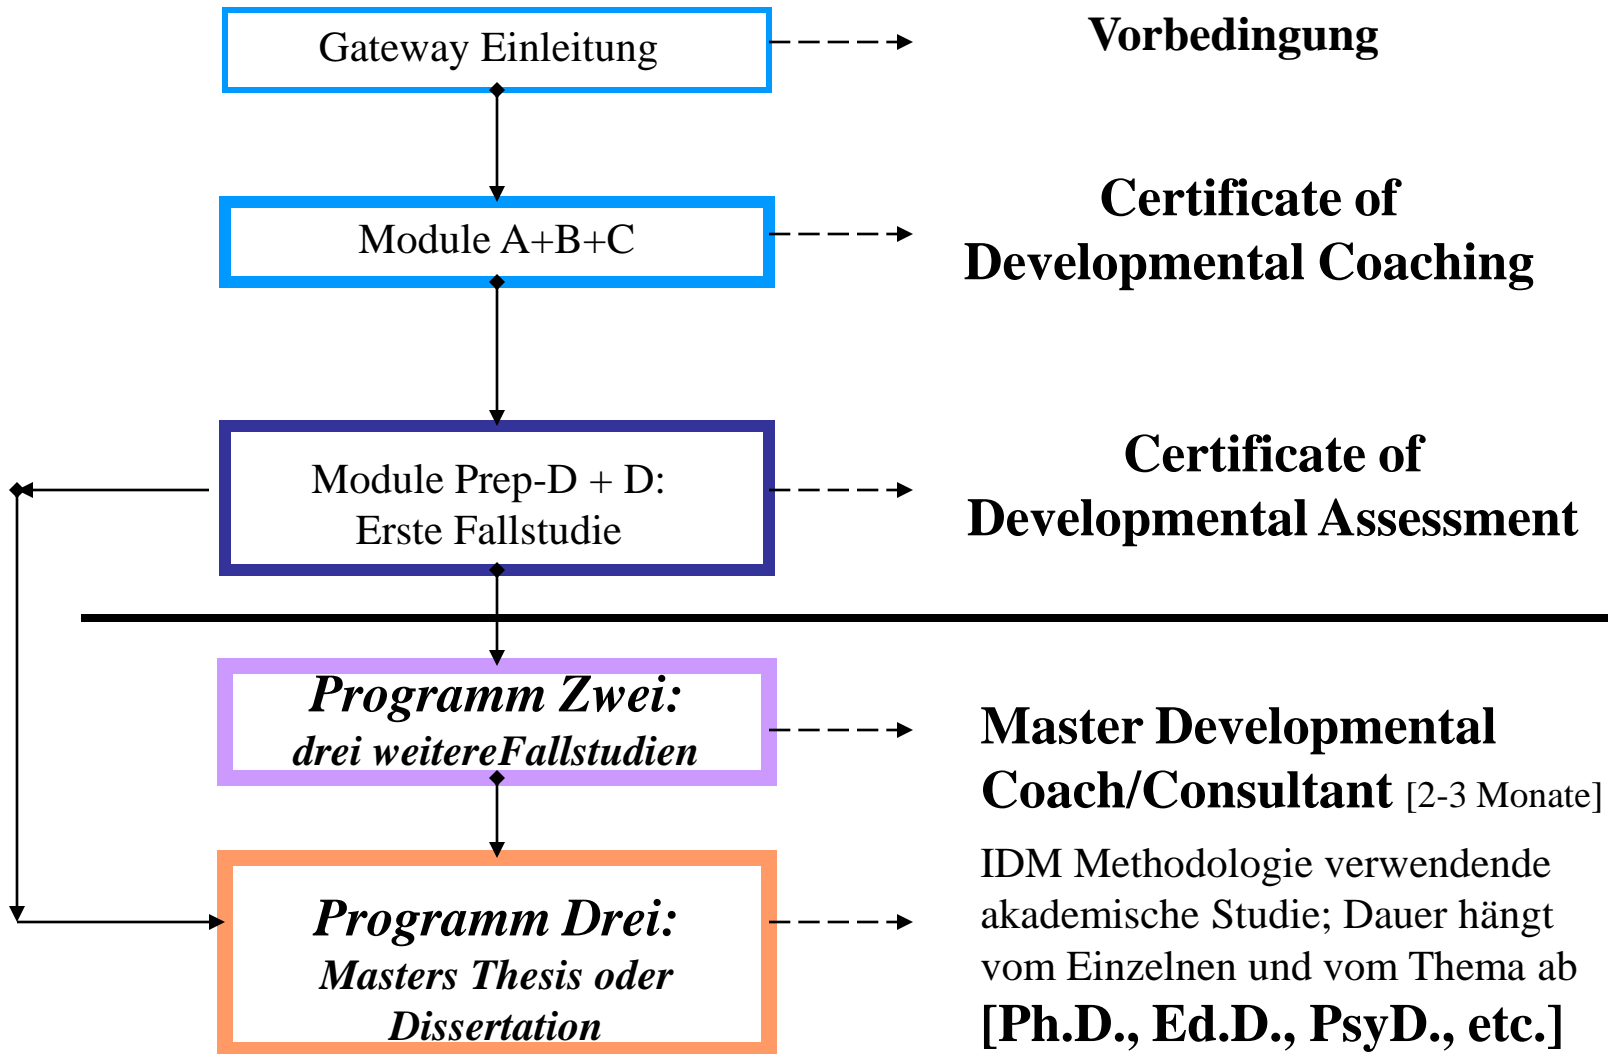 Gateway Einleitung
Vorbedingung
Module A+B+C
Certificate of
Developmental Coaching
Module Prep-D + D:
Erste Fallstudie
Certificate of
Developmental Assessment
Programm Zwei:
drei weitereFallstudien
Master Developmental
Coach/Consultant [2-3 Monate]
Programm Drei:
Masters Thesis oder
Dissertation
IDM Methodologie verwendende
akademische Studie; Dauer hängt
vom Einzelnen und vom Thema ab
[Ph.D., Ed.D., PsyD., etc.]